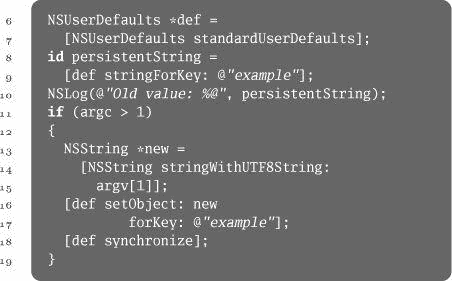 6 NSUserDefaults *def =
7 [NSUserDefaults standardUserDefaults];
8 id persistentString =
9 [def stringForKey: @"example"];
10 NSLog(@"Old value: %@", persistentString);
11 if (argc > 1)
12 {
13 NSString *new =
14 [NSString stringWithUTF8String:
15 argv[1]];
16 [def setObject: new
17 forKey: @"example"];
18 [def synchronize];
19 }